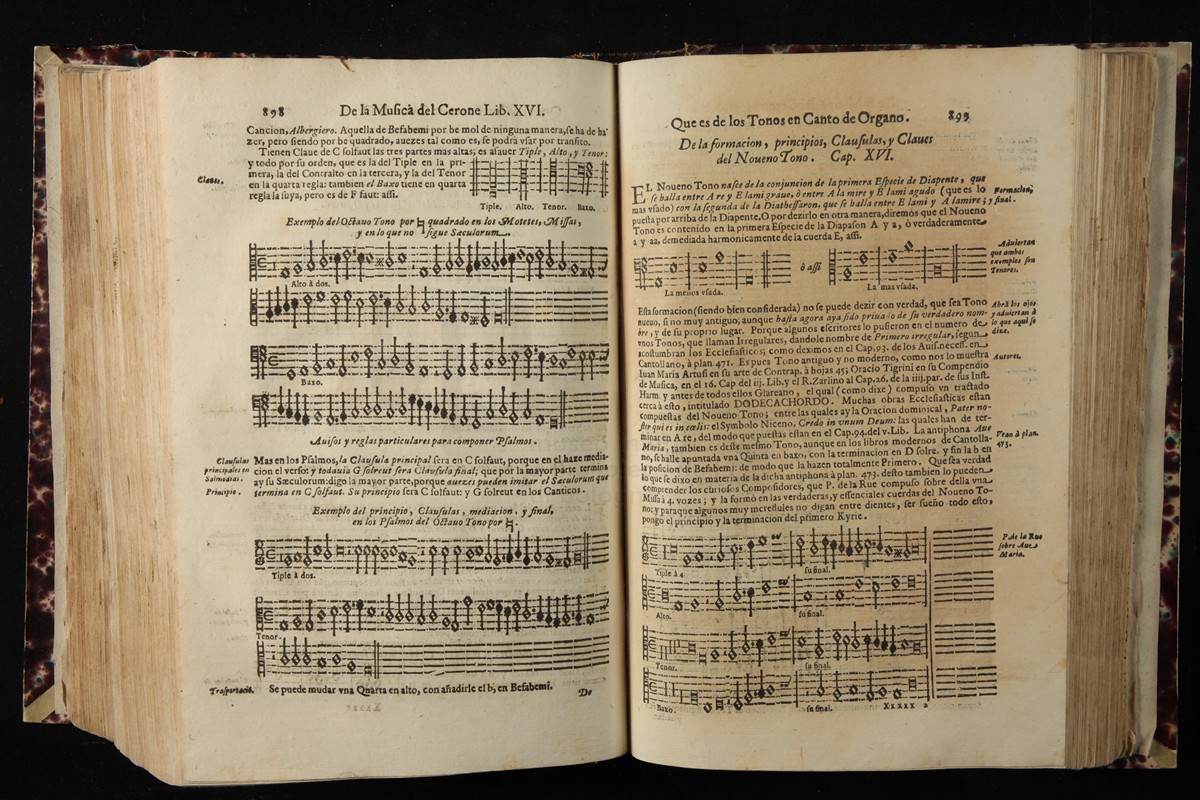 898 De la Musica del Cerone Lib. XVI.
Cancion, Albergiero. Aquella de Befabemi por be mol de ninguna manera, se ha de ha-
zer, pero siendo por be quadrado, auezes tal como es, se podrà vsar por transito.
Tienen Claue de C solfaut las tres partes mas altas, es asauer Tiple, Alto, y Tenor:
y todo por su orden, que es la del Tiple en la pri-
mera, la del Contralto en la tercera, y la del Tenor
Claues.
en la quarta regla: tambien el Baxo tiene en quarta
regla la suya, pero es de F faut: assi.
Tiple. Alto. Tenor. Baxo.
Exemplo del Octauo Tono por ♮ quadrado en los Motetes, Missas,
y en lo que no sigue Sæculorum.
Alto à dos.
Baxo.
Auisos y reglas particulares para componer Psalmos.
Clausulas
principales en
Salmodias.
Principio.
Mas en los Psalmos, la Clausula principal sera en C solfaut, porque en el haze media-
cion el verso: y todauia G solreut sera Clausula final; que por la mayor parte termina
ay su Sæculorum: digo la mayor parte, porque auezes pueden imitar el Sæculorum que
termina en C solfaut. Su principio sera C solfaut: y G solreut en los Canticos.
Exemplo del principio, Clausulas, mediacion, y final,
en los Psalmos del Octauo Tono por ♮.
Tiple à dos.
Tenor.
Trasportació.
Se puede mudar vna Quarta en alto, con añadirle el b, en Befabemi.
De
Que es de los Tonos en Canto de Organo. 899
De la formacion, principios, Clausulas, y Claues
del Noueno Tono. Cap. XVI.
EL Noueno Tono nasce de la conjuncion de la primera Especie de Diapente, que
se halla entre A re y E lami graue, ò entre A la mire y E lami agudo (que es lo
mas vsado) con la segunda de la Diathessaron, que se halla entre E lami y A lamire;
puesta por arriba de la Diapente. O por dezirlo en otra manera, diremos que el Noueno
Tono es contenido en la primera Especie de la Diapason A y a, ò verdaderamente
a y aa, demediada harmonicamente de la cuerda E, assi.
Formacion,
y final.
ò assi
La menos vsada.
La mas vsada.
Aduiertan
que ambos
exemplos son
Tenores.
Esta formacion (siendo bien considerada) no se puede dezir con verdad, que sea Tono
nueuo, si no muy antiguo; aunque hasta agora aya sido priuado de su verdadero nom-
bre, y de su proprio lugar. Porque algunos escritores lo pusieron en el numero de
vnos Tonos, que llaman Irregulares, dandole nombre de Primero irregular, segun
acostumbran los Ecclesiasticos; como deximos en el Cap. 93. de los Auis. necess. en
Cantollano, à plan 471. Es pues Tono antiguo y no moderno, como nos lo muestra
Iuan Maria Artusi en su arte de Contrap. à hojas 45; Oracio Tigrini en su Compendio
de Musica, en el 16. Cap del iij. Lib. y el R. Zarlino al Cap. 26. de la iiij. par. de sus Inst.
Harm. y antes de todos ellos Glareano, el qual (como dixe) compuso vn tractado
cerca à esto, intitulado DODECACHORDO. Muchas obras Ecclesiasticas estan
compuestas del Noueno Tono; entre las quales ay la Oracion dominical, Pater no-
ster qui es in cœlis: el Symbolo Niceno, Credo in vnum Deum: las quales han de ter-
minar en A re, del modo que puestas estan en el Cap. 94. del v. Lib. La antiphona Aue
Maria, tambien es deste mesmo Tono, aunque en los libros modernos de Cantolla-
no, se halle apuntada vna Quinta en baxo, con la terminacion en D solre. y fin la b en
la posicion de Befabemi: de modo que la hazen totalmente Primero. Que sea verdad
lo que se dixo en materia de la dicha antiphona à plan. 473. desto tambien lo pueden
comprender los curiosos Compositores, que P. de la Rue compuso sobre della vna
Missa à 4. vozes; y la formò en las verdaderas, y essenciales cuerdas del Noueno To-
no: y paraque algunos muy incredules no digan entre dientes, ser sueño todo esto,
pongo el principio y la terminacion del primero Kyrie.
Abrã los ojos
y aduiertan à
lo que aqui se
dize.
Autores.
Vean à plan.
473.
P. de la Rue
sobre Aue
Maria.
Tiple à 4. su final.
Alto. su final.
Tenor. su final.
Baxo. su final.
Xxxxx 2